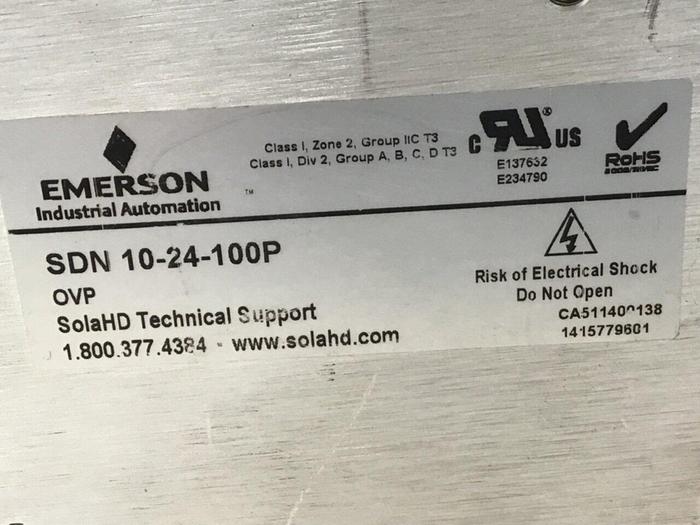 EMERSON
Industrial Automation
™
Class I, Zone 2, Group IIC T3
Class I, Div 2, Group A, B, C, D T3
C RU® US
E137632
E234790
RoHS
SDN 10-24-100P
OVP
SolaHD Technical Support
1.800.377.4384 - www.solahd.com
Risk of Electrical Shock
Do Not Open
1415779601